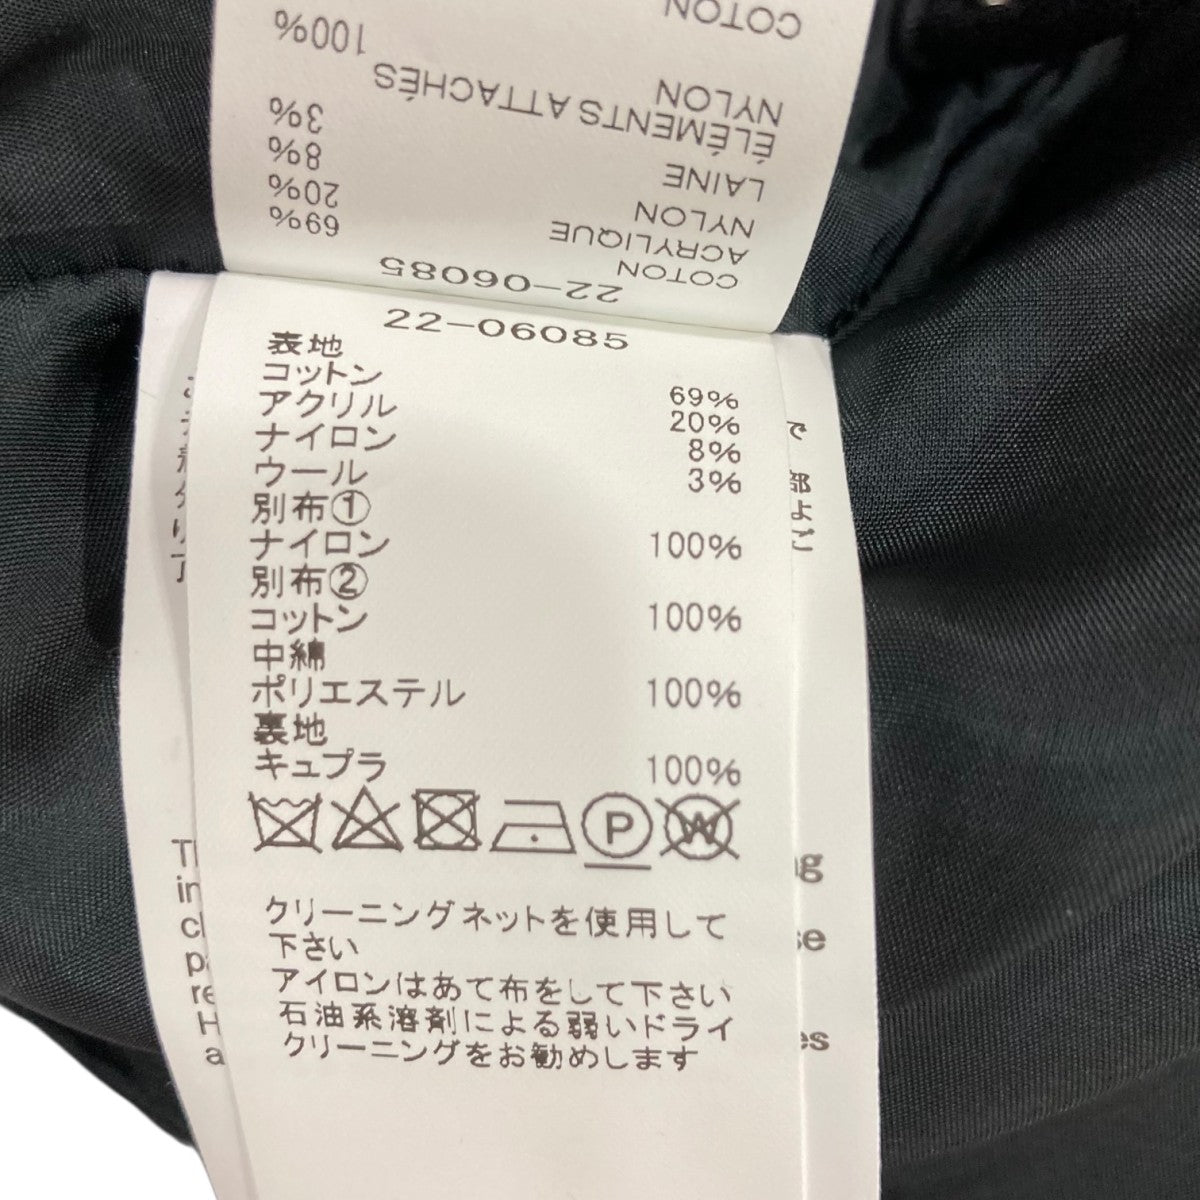 COTON
100%
NYLON
ÉLÉMENTS ATTACHÉS
3%
LAINE
8%
NYLON
20%
ACRYLIQUE
69%
COTON
22-06085
22-06085
表地
コットン 69%
アクリル 20%
ナイロン 8%
ウール 3%
別布①
ナイロン 100%
別布②
コットン 100%
中綿
ポリエステル 100%
裏地
キュプラ 100%
P W
クリーニングネットを使用して
下さい
アイロンはあて布をして下さい
石油系溶剤による弱いドライ
クリーニングをお勧めします